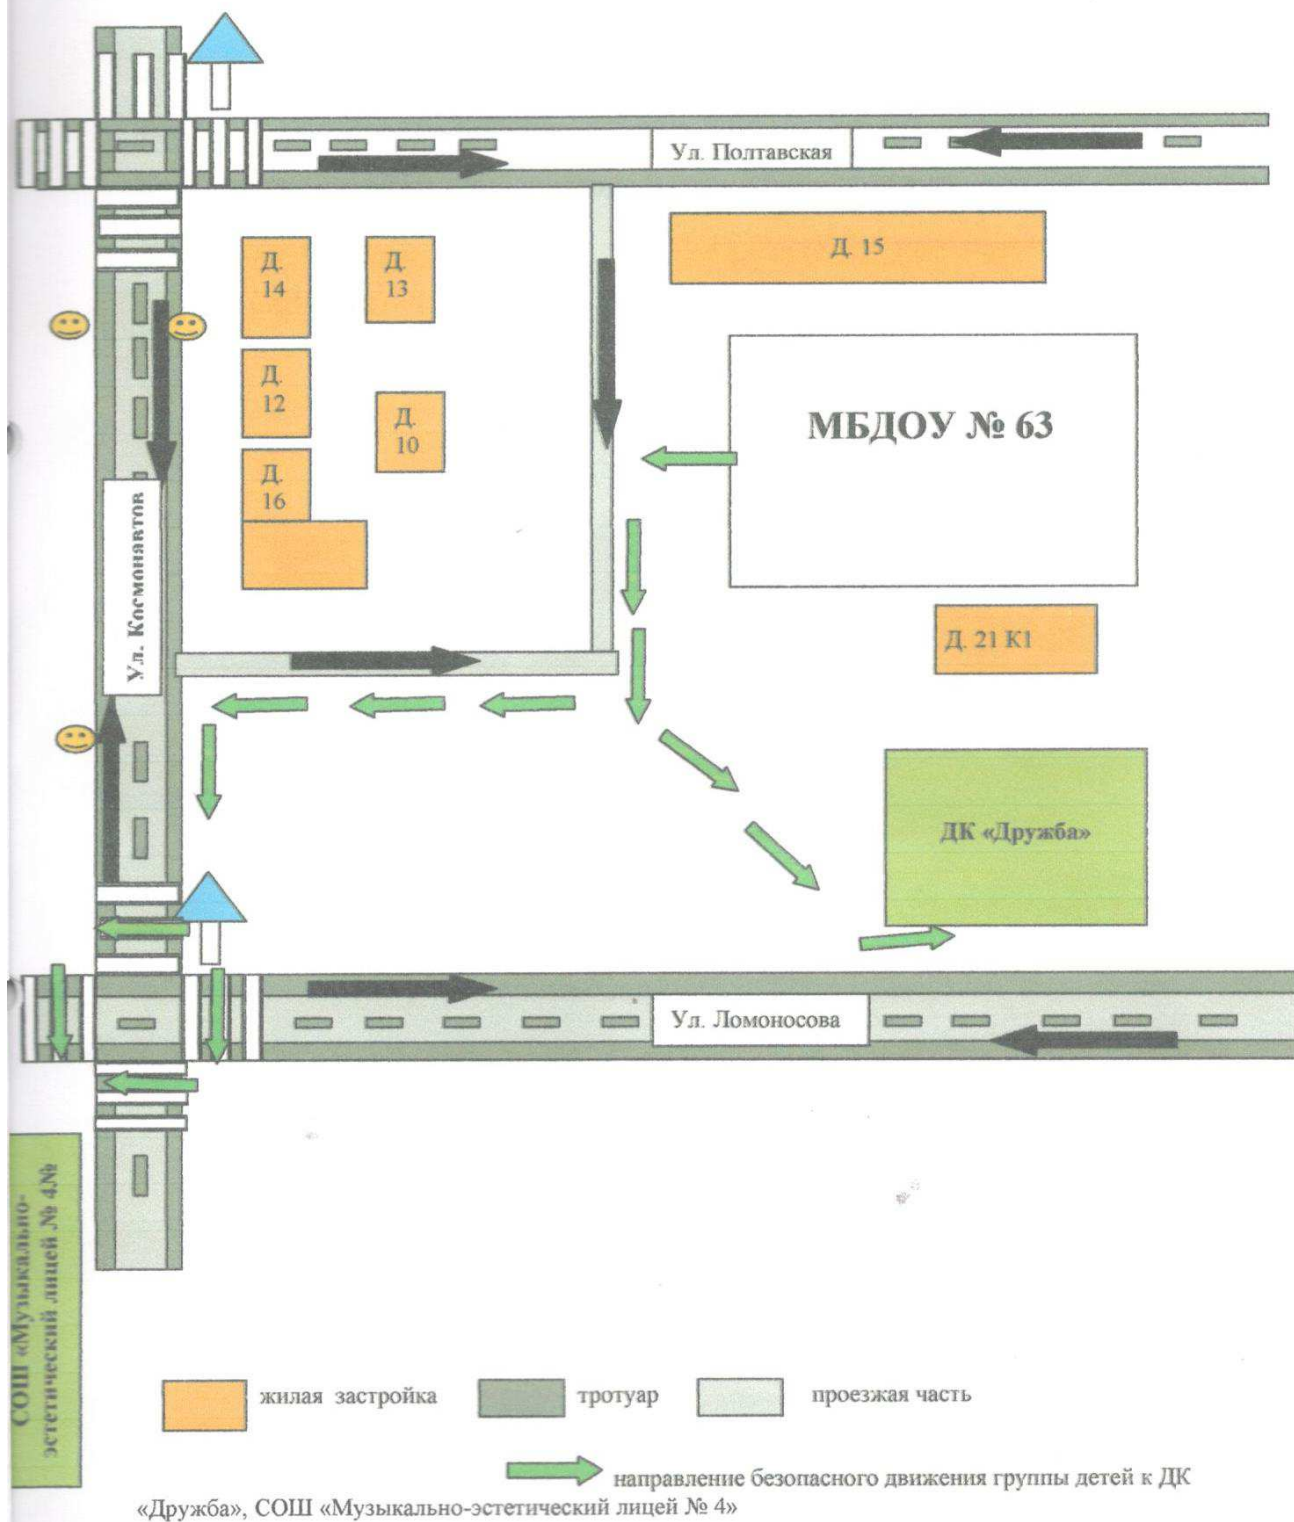 Ул. Полтавская
Д. 15
Д.
14
Д.
13
Д.
12
Д.
10
Д.
16
МБДОУ № 63
Ул. Космонавтов
Д. 21 К1
ДК «Дружба»
Ул. Ломоносова
СОШ «Музыкально-
эстетический лицей № 4№
жилая застройка
тротуар
проезжая часть
направление безопасного движения группы детей к ДК
«Дружба», СОШ «Музыкально-эстетический лицей № 4»